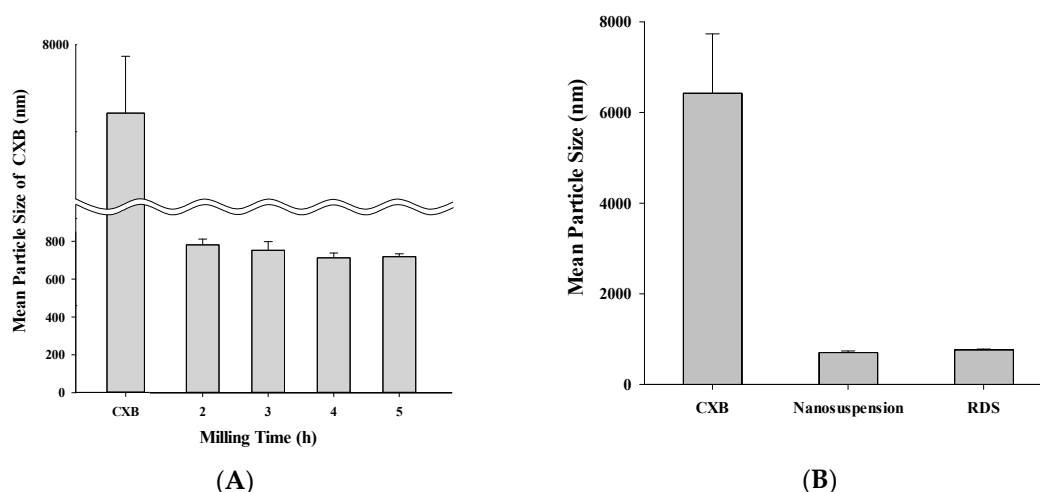 Mean Particle Size of CXB (nm)
8000
800
600
400
200
0
CXB 2 3 4 5
Milling Time (h)
(A)
Mean Particle Size (nm)
8000
6000
4000
2000
0
CXB Nanosuspension RDS
(B)